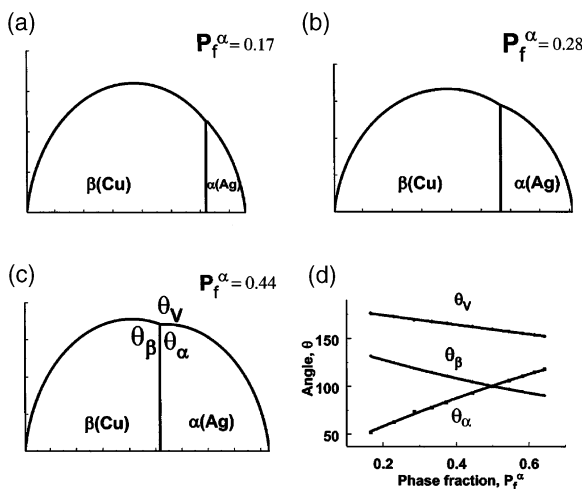 (a)
P_f^α = 0.17
β(Cu)
α(Ag)
(b)
P_f^α = 0.28
β(Cu)
α(Ag)
(c)
P_f^α = 0.44
θ_V
θ_β
θ_α
β(Cu)
α(Ag)
(d)
Angle, θ
150
100
50
θ_V
θ_β
θ_α
0.2 0.4 0.6
Phase fraction, P_f^α